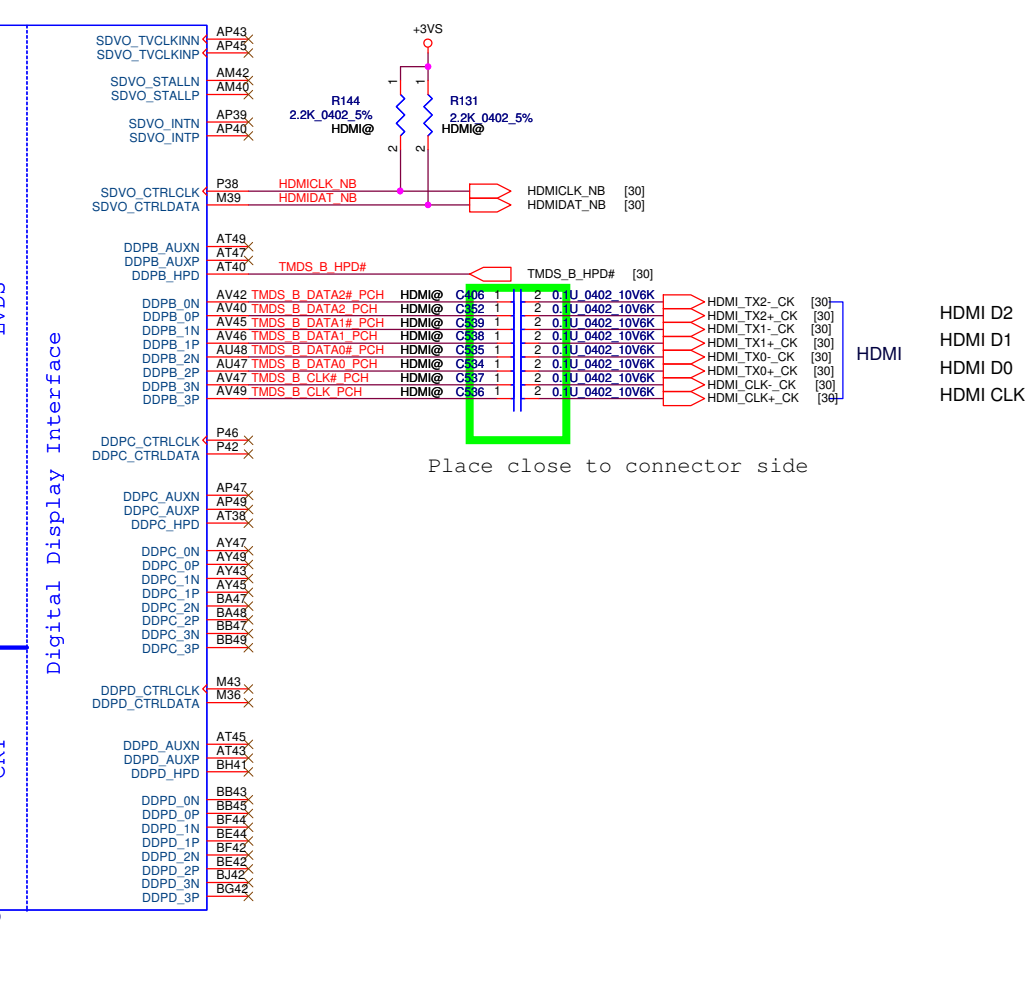 +3VS
SDVO_TVCLKINN AP43
SDVO_TVCLKINP AP45
SDVO_STALLN AM42
SDVO_STALLP AM40
1 1
R144 R131
2.2K_0402_5% 2.2K_0402_5%
HDMI@ HDMI@
2 2
SDVO_INTN AP39
SDVO_INTP AP40
SDVO_CTRLCLK P38 HDMICLK_NB HDMICLK_NB [30]
SDVO_CTRLDATA M39 HDMIDAT_NB HDMIDAT_NB [30]
DDPB_AUXN AT49
DDPB_AUXP AT47
DDPB_HPD AT40 TMDS_B_HPD# TMDS_B_HPD# [30]
DDPB_0N AV42 TMDS_B_DATA2#_PCH HDMI@ C406 1 2 0.1U_0402_10V6K HDMI_TX2-_CK [30]
DDPB_0P AV40 TMDS_B_DATA2_PCH HDMI@ C352 1 2 0.1U_0402_10V6K HDMI_TX2+_CK [30] HDMI D2
DDPB_1N AV45 TMDS_B_DATA1#_PCH HDMI@ C539 1 2 0.1U_0402_10V6K HDMI_TX1-_CK [30]
DDPB_1P AV46 TMDS_B_DATA1_PCH HDMI@ C538 1 2 0.1U_0402_10V6K HDMI_TX1+_CK [30] HDMI D1
DDPB_2N AU48 TMDS_B_DATA0#_PCH HDMI@ C535 1 2 0.1U_0402_10V6K HDMI_TX0-_CK [30] HDMI
DDPB_2P AU47 TMDS_B_DATA0_PCH HDMI@ C534 1 2 0.1U_0402_10V6K HDMI_TX0+_CK [30] HDMI D0
DDPB_3N AV47 TMDS_B_CLK#_PCH HDMI@ C537 1 2 0.1U_0402_10V6K HDMI_CLK-_CK [30]
DDPB_3P AV49 TMDS_B_CLK_PCH HDMI@ C536 1 2 0.1U_0402_10V6K HDMI_CLK+_CK [30] HDMI CLK
Place close to connector side
Digital Display Interface
DDPC_CTRLCLK P46
DDPC_CTRLDATA P42
DDPC_AUXN AP47
DDPC_AUXP AP49
DDPC_HPD AT38
DDPC_0N AY47
DDPC_0P AY49
DDPC_1N AY43
DDPC_1P AY45
DDPC_2N BA47
DDPC_2P BA48
DDPC_3N BB47
DDPC_3P BB49
DDPD_CTRLCLK M43
DDPD_CTRLDATA M36
DDPD_AUXN AT45
DDPD_AUXP AT43
DDPD_HPD BH41
DDPD_0N BB43
DDPD_0P BB45
DDPD_1N BF44
DDPD_1P BE44
DDPD_2N BF42
DDPD_2P BE42
DDPD_3N BJ42
DDPD_3P BG42